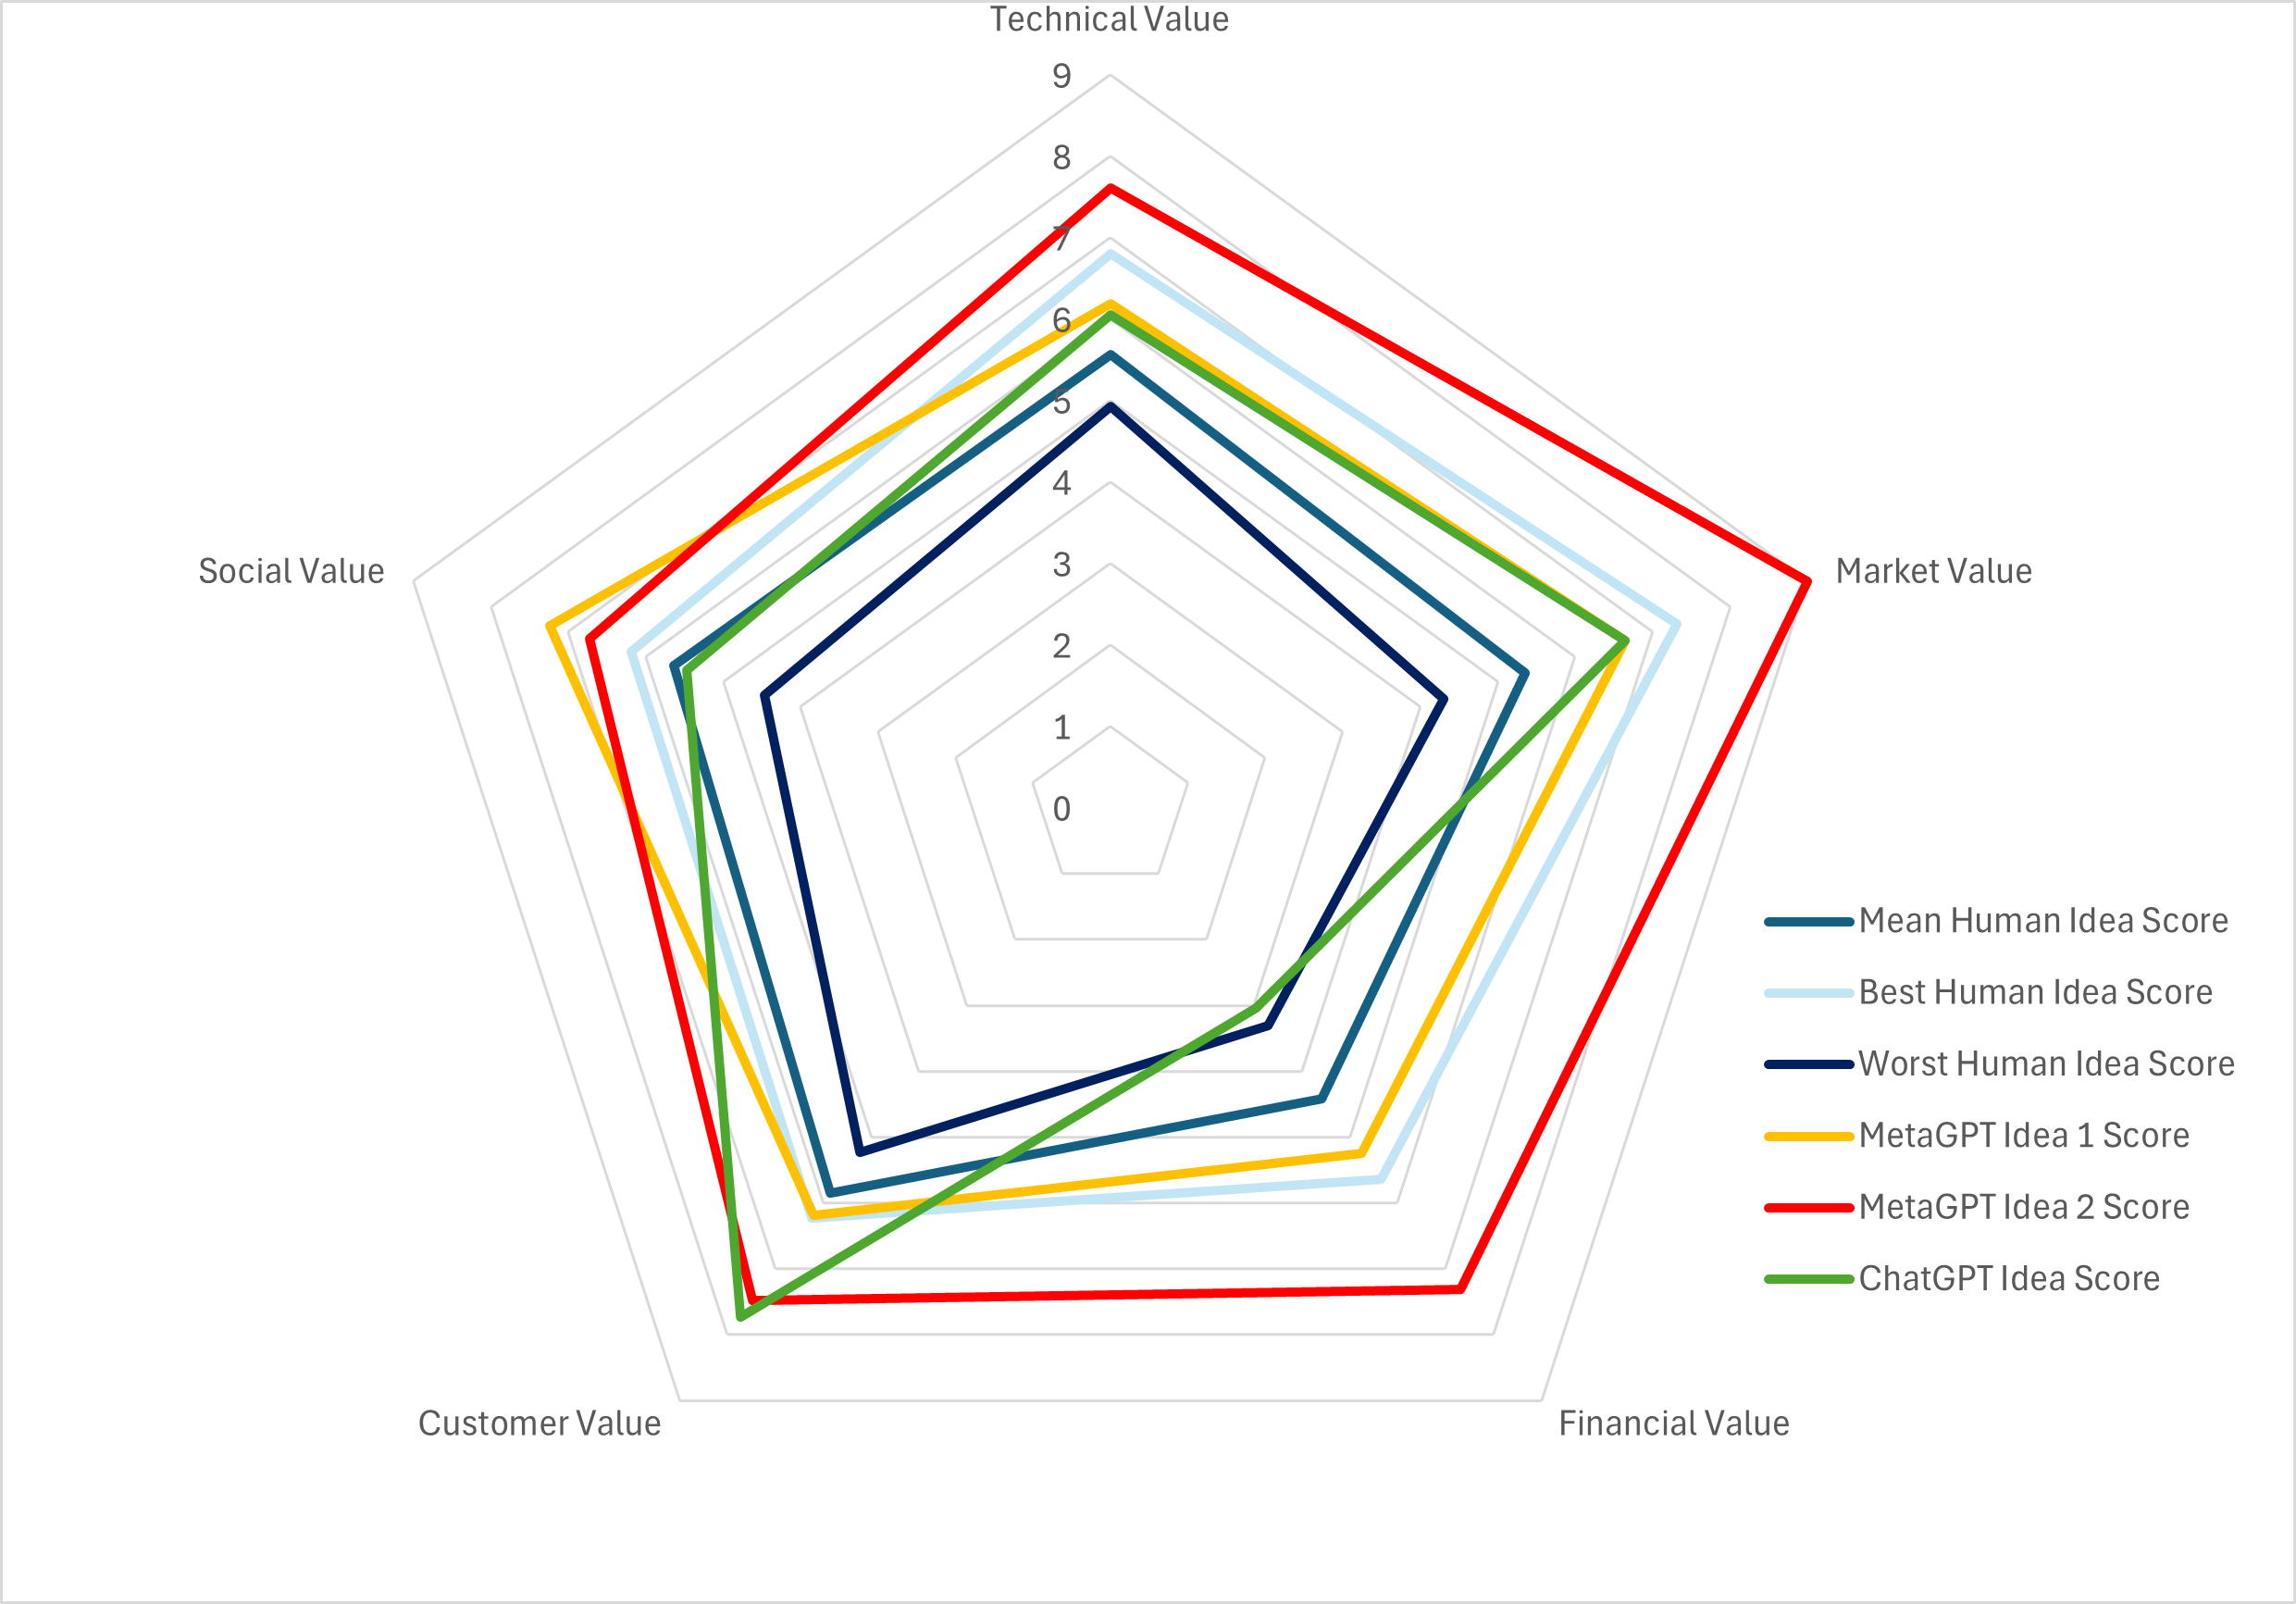 Technical Value
9
8
7
6
5
4
3
2
1
0
Social Value
Market Value
Customer Value
Financial Value
Mean Human Idea Score
Best Human Idea Score
Worst Human Idea Score
MetaGPT Idea 1 Score
MetaGPT Idea 2 Score
ChatGPT Idea Score